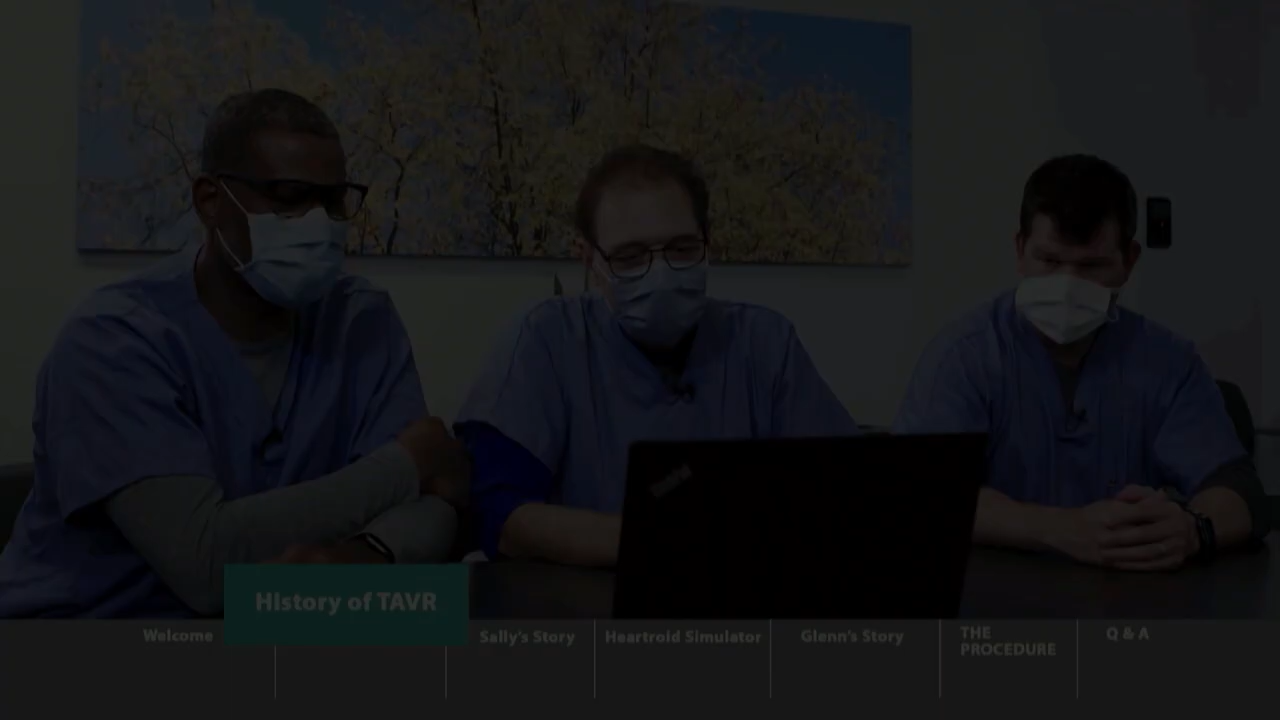 History of TAVR
Welcome
Sally's Story
Heartroid Simulator
Glenn's Story
THE
PROCEDURE
Q & A